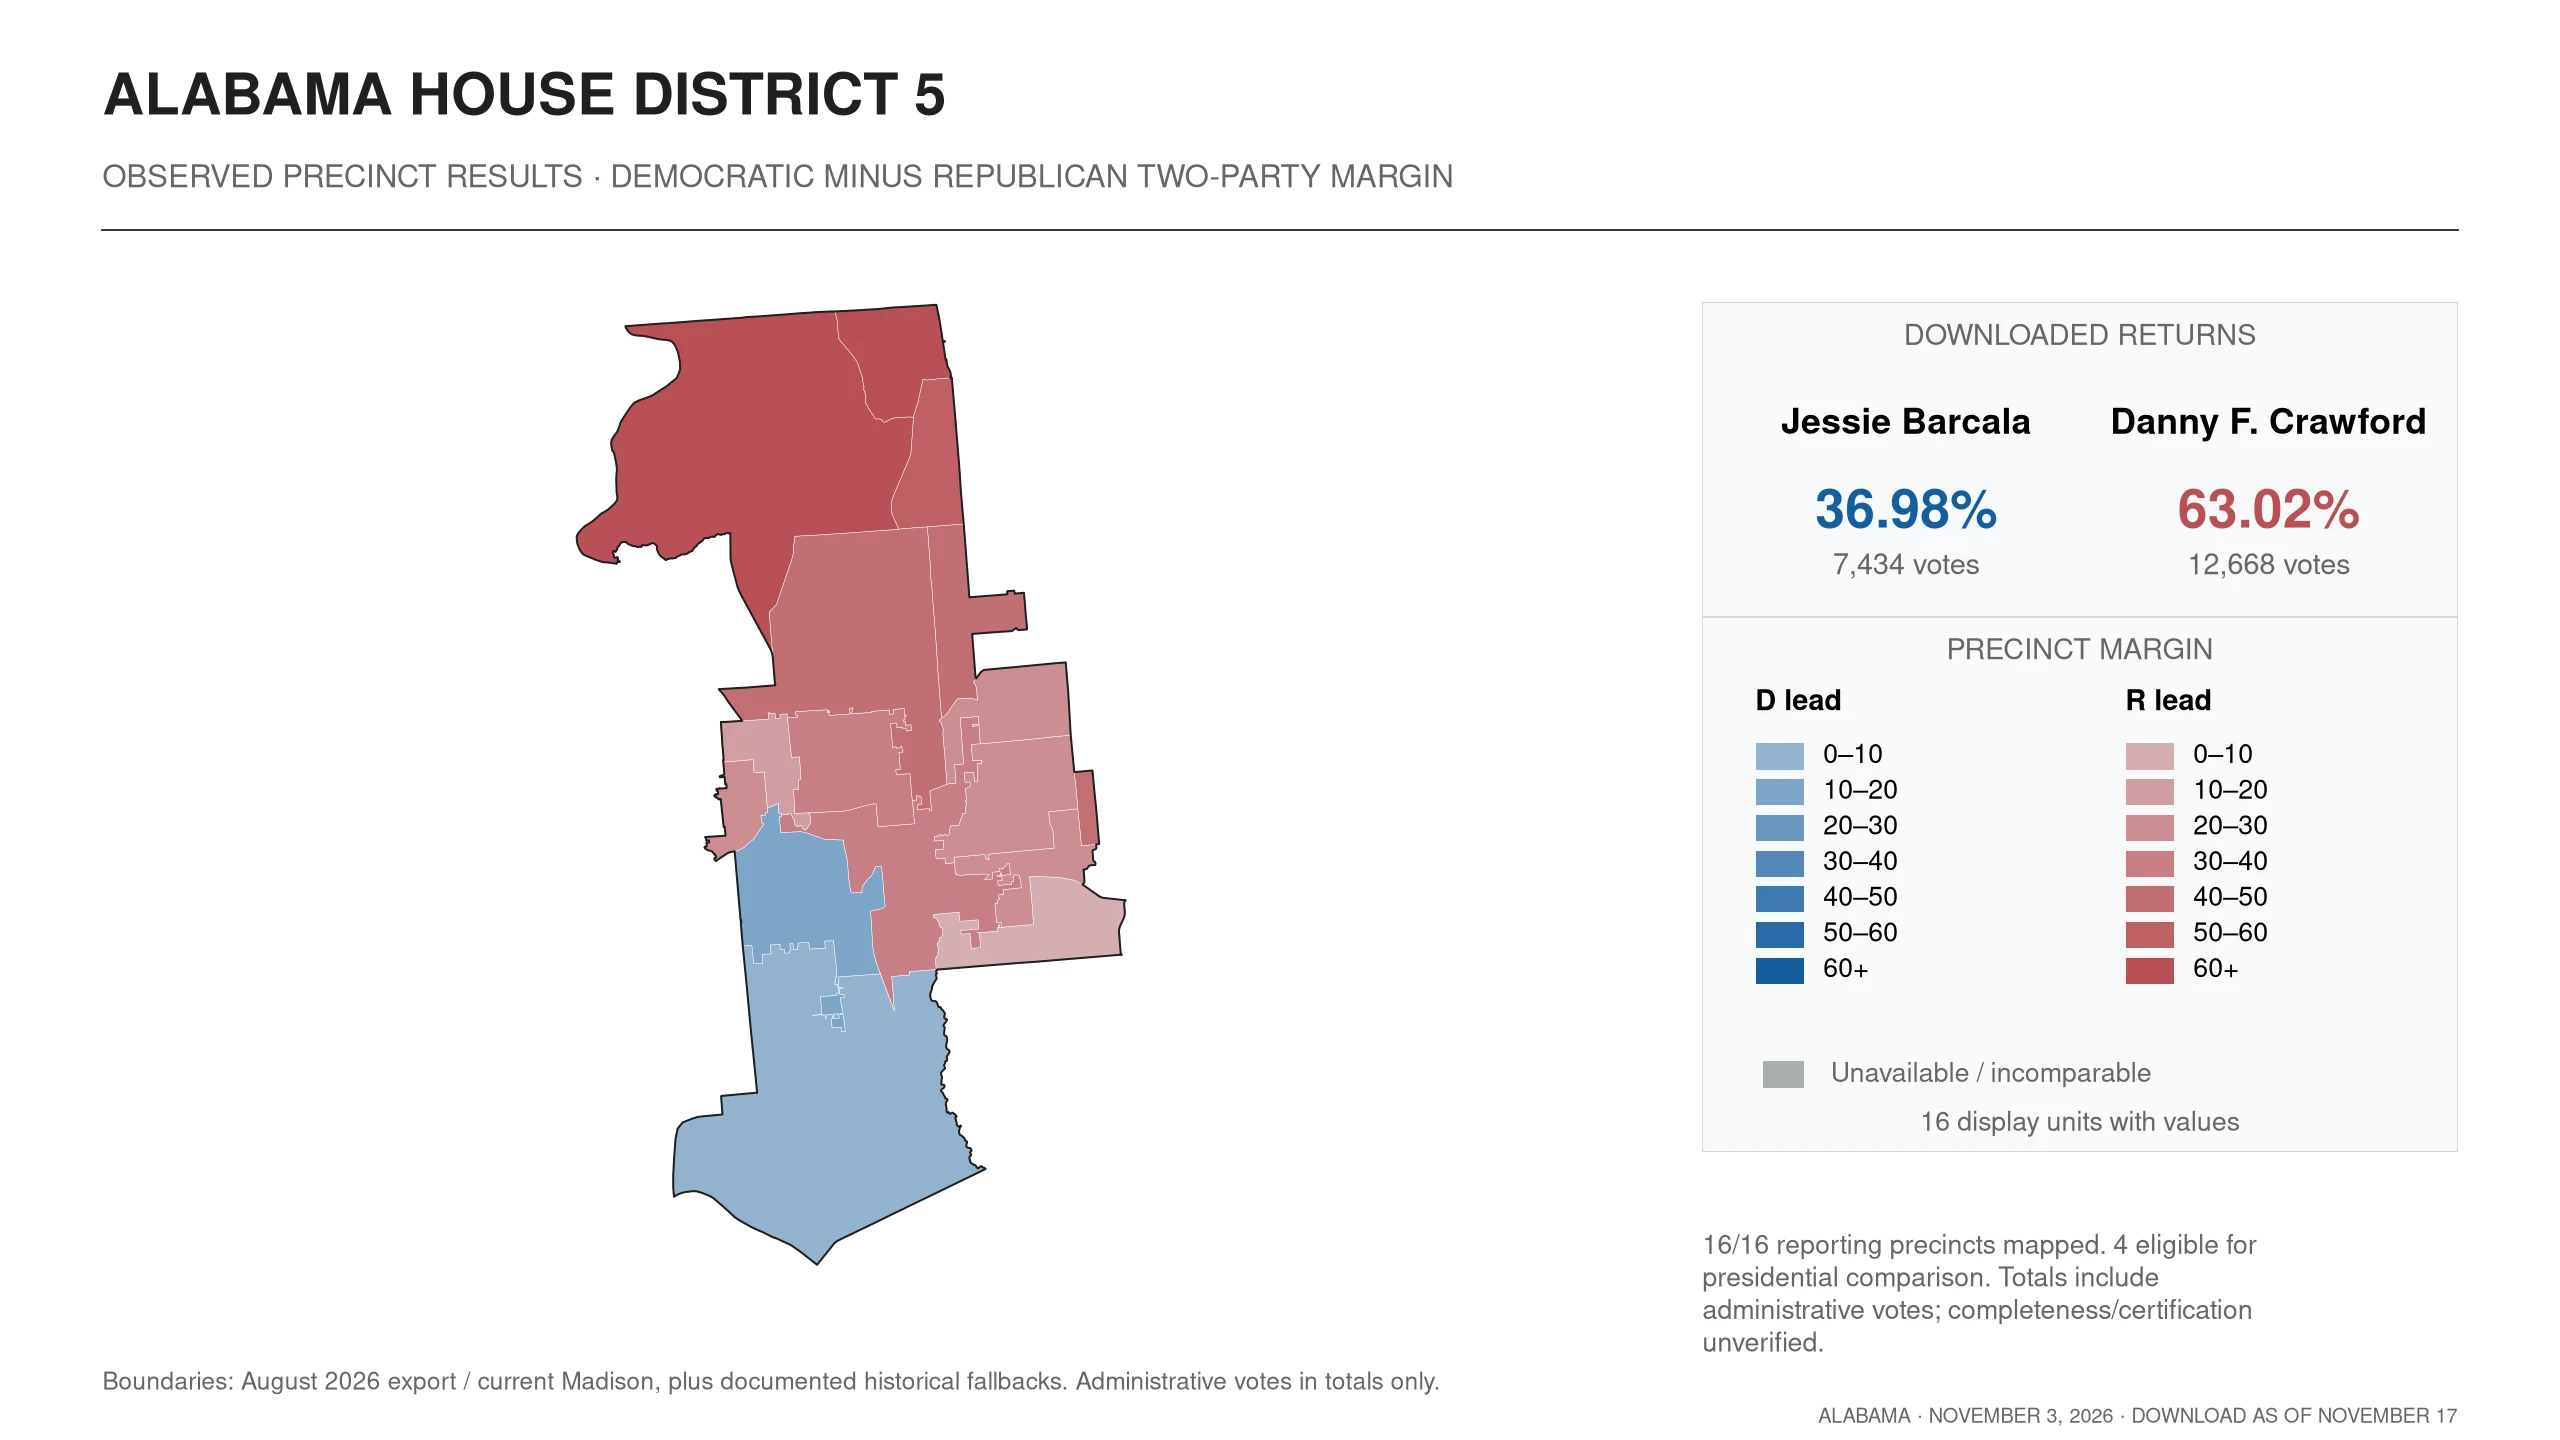 ALABAMA HOUSE DISTRICT 5
OBSERVED PRECINCT RESULTS · DEMOCRATIC MINUS REPUBLICAN TWO-PARTY MARGIN
DOWNLOADED RETURNS
Jessie Barcala
36.98%
7,434 votes
Danny F. Crawford
63.02%
12,668 votes
PRECINCT MARGIN
D lead
0–10
10–20
20–30
30–40
40–50
50–60
60+
R lead
0–10
10–20
20–30
30–40
40–50
50–60
60+
Unavailable / incomparable
16 display units with values
16/16 reporting precincts mapped. 4 eligible for
presidential comparison. Totals include
administrative votes; completeness/certification
unverified.
Boundaries: August 2026 export / current Madison, plus documented historical fallbacks. Administrative votes in totals only.
ALABAMA · NOVEMBER 3, 2026 · DOWNLOAD AS OF NOVEMBER 17